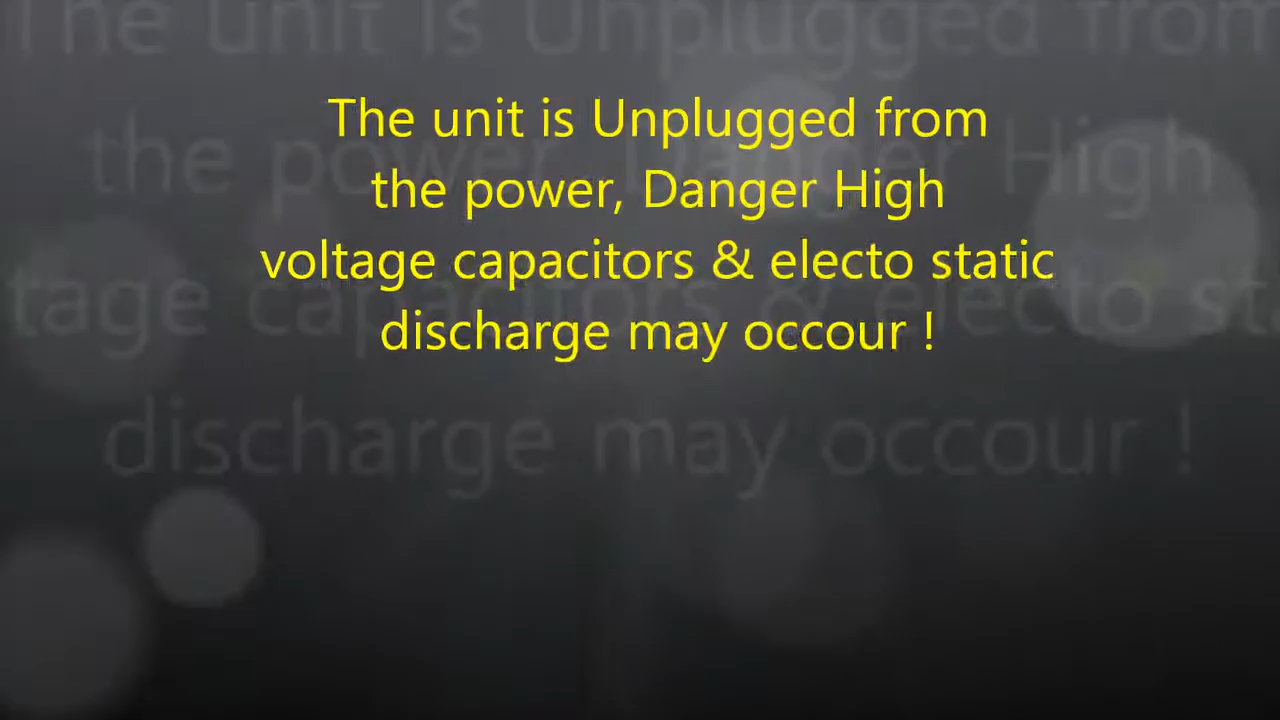 The unit is Unplugged from
the power, Danger High
voltage capacitors & electo static
discharge may occour !